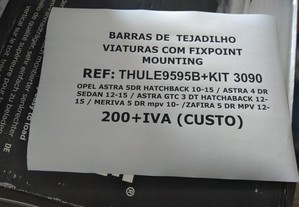 BARRAS DE TEJADILHO
VIATURAS COM FIXPOINT
MOUNTING
REF: THULE9595B+KIT 3090
OPEL ASTRA 5DR HATCHBACK 10-15 / ASTRA 4 DR
SEDAN 12-15 / ASTRA GTC 3 DT HATCHABACK 12-
15 / MERIVA 5 DR mpv 10- /ZAFIRA 5 DR MPV 12-
200+IVA (CUSTO)